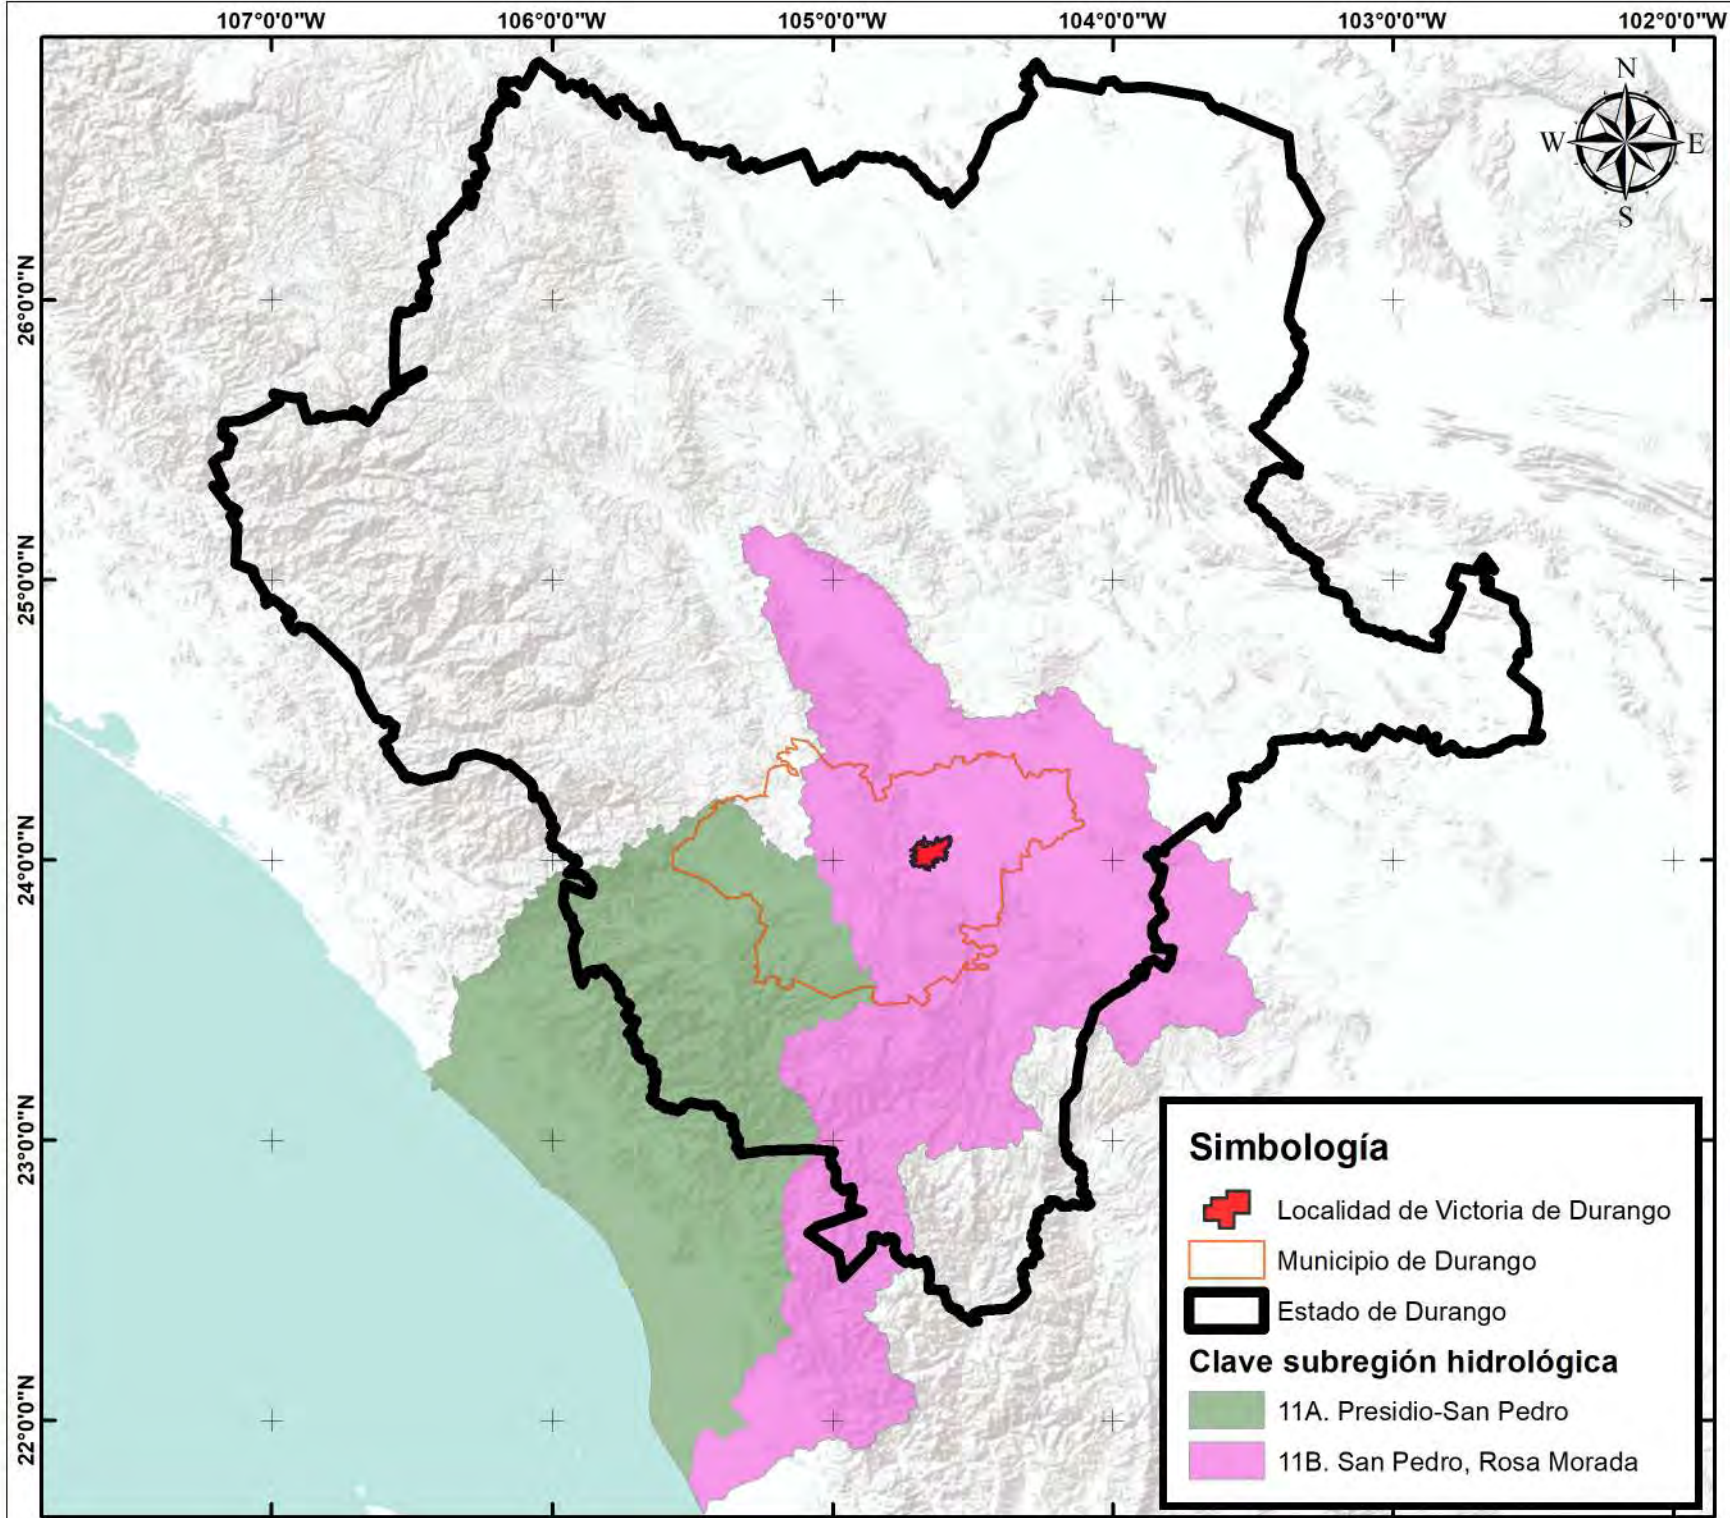 107°0'0"W 106°0'0"W 105°0'0"W 104°0'0"W 103°0'0"W 102°0'0"W
N
W E
S
26°0'0"N
25°0'0"N
24°0'0"N
23°0'0"N
22°0'0"N
Simbología
Localidad de Victoria de Durango
Municipio de Durango
Estado de Durango
Clave subregión hidrológica
11A. Presidio-San Pedro
11B. San Pedro, Rosa Morada